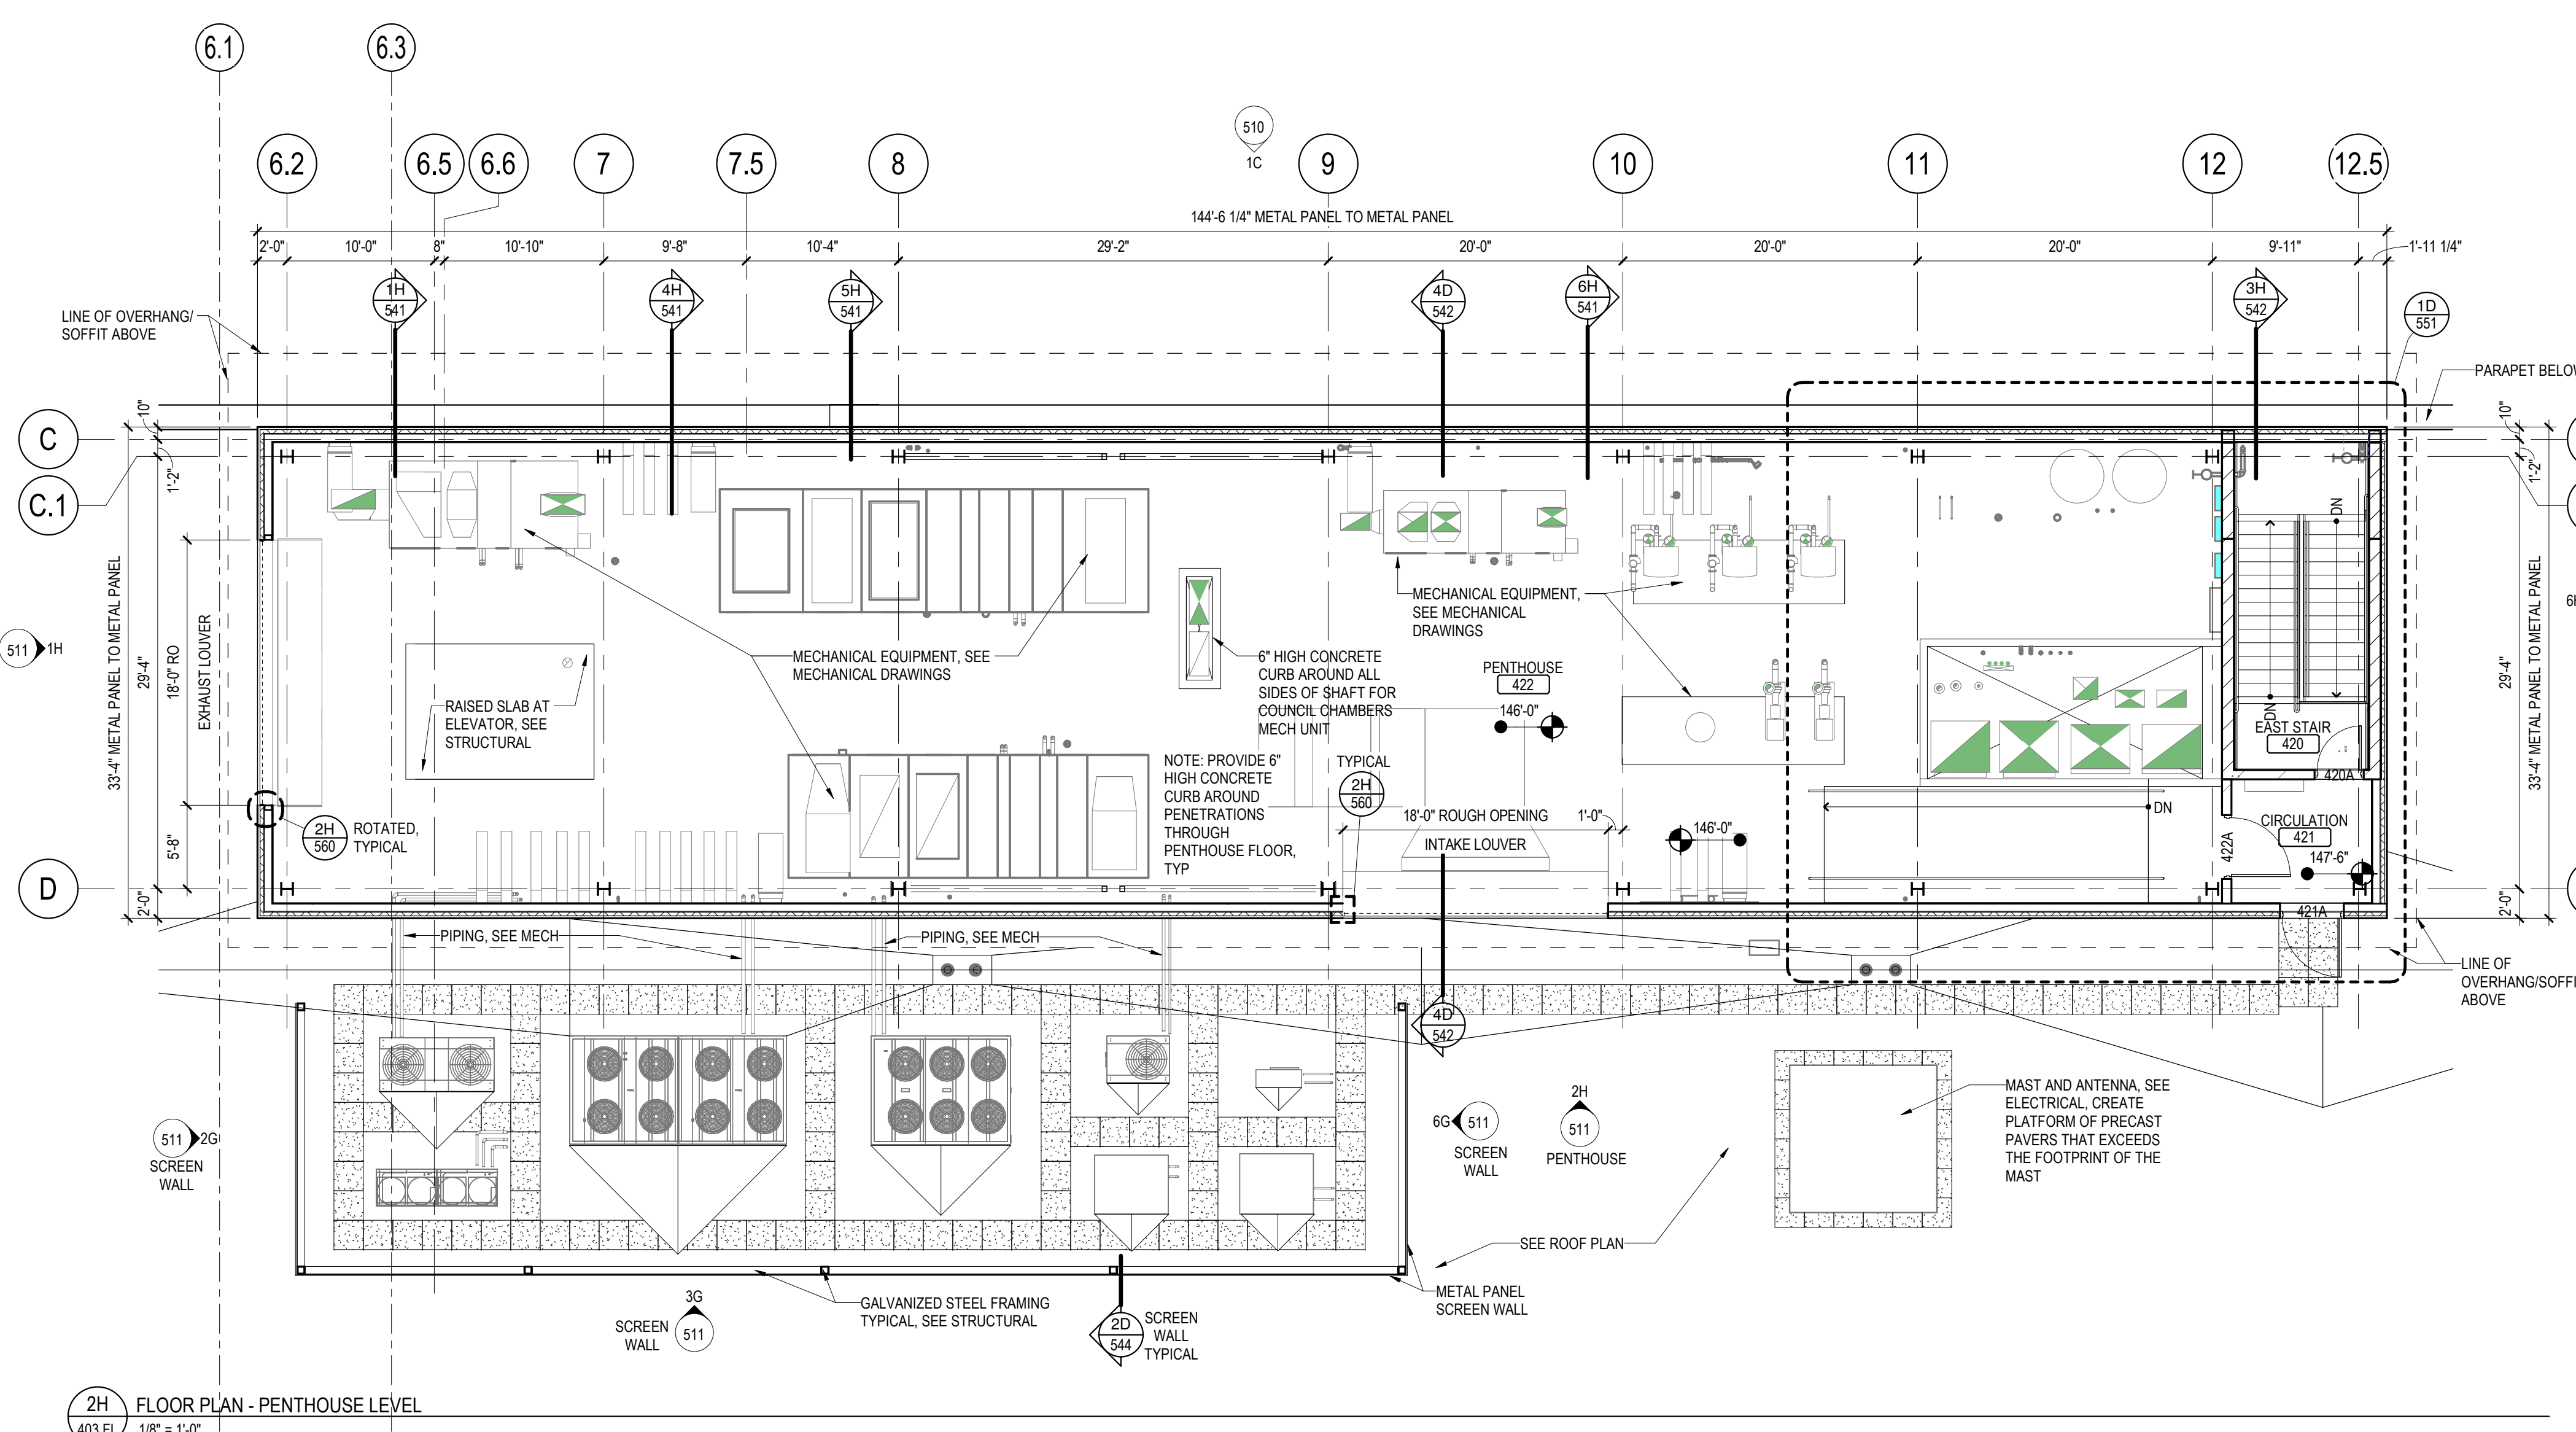 6.1
6.3
510
1C
6.2
6.5
6.6
7
7.5
8
9
10
11
12
12.5
144'-6 1/4" METAL PANEL TO METAL PANEL
2'-0"
10'-0"
8"
10'-10"
9'-8"
10'-4"
29'-2"
20'-0"
20'-0"
20'-0"
9'-11"
1'-11 1/4"
1H
541
4H
541
5H
541
4D
542
6H
541
3H
542
1D
551
LINE OF OVERHANG/
SOFFIT ABOVE
C
C.1
D
10"
1'-2"
33'-4" METAL PANEL TO METAL PANEL
29'-4"
18'-0" RO
EXHAUST LOUVER
5'-8"
2'-0"
511
1H
2H
560
ROTATED,
TYPICAL
RAISED SLAB AT
ELEVATOR, SEE
STRUCTURAL
MECHANICAL EQUIPMENT, SEE
MECHANICAL DRAWINGS
6" HIGH CONCRETE
CURB AROUND ALL
SIDES OF SHAFT FOR
COUNCIL CHAMBERS
MECH UNIT
NOTE: PROVIDE 6"
HIGH CONCRETE
CURB AROUND
PENETRATIONS
THROUGH
PENTHOUSE FLOOR,
TYP
MECHANICAL EQUIPMENT,
SEE MECHANICAL
DRAWINGS
PENTHOUSE
422
146'-0"
TYPICAL
2H
560
18'-0" ROUGH OPENING
1'-0"
INTAKE LOUVER
146'-0"
DN
DN
EAST STAIR
420
420A
DN
CIRCULATION
421
147'-6"
422A
421A
PARAPET BELOW
10"
1'-2"
29'-4"
33'-4" METAL PANEL TO METAL PANEL
2'-0"
LINE OF
OVERHANG/SOFFI
ABOVE
PIPING, SEE MECH
PIPING, SEE MECH
4D
542
511
2G
SCREEN
WALL
6G
511
SCREEN
WALL
2H
511
PENTHOUSE
MAST AND ANTENNA, SEE
ELECTRICAL, CREATE
PLATFORM OF PRECAST
PAVERS THAT EXCEEDS
THE FOOTPRINT OF THE
MAST
SEE ROOF PLAN
METAL PANEL
SCREEN WALL
GALVANIZED STEEL FRAMING
TYPICAL, SEE STRUCTURAL
3G
SCREEN
WALL
511
2D
544
SCREEN
WALL
TYPICAL
2H
403.FL
FLOOR PLAN - PENTHOUSE LEVEL
1/8" = 1'-0"